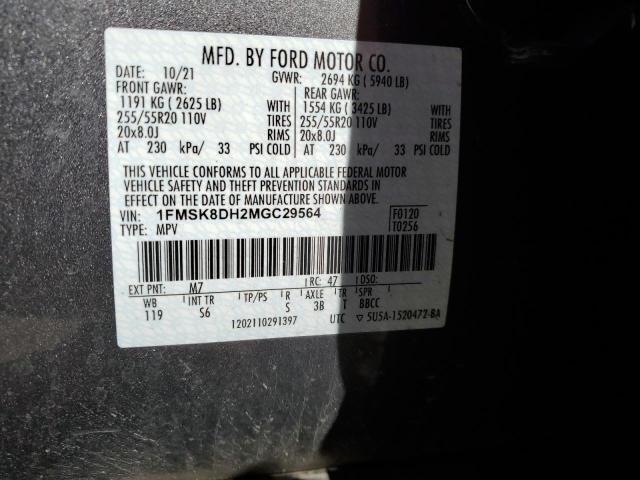 MFD. BY FORD MOTOR CO.
DATE: 10/21 GVWR: 2694 KG ( 5940 LB)
FRONT GAWR: REAR GAWR:
1191 KG ( 2625 LB) WITH 1554 KG ( 3425 LB) WITH
255/55R20 110V TIRES 255/55R20 110V TIRES
20x8.0J RIMS 20x8.0J RIMS
AT 230 kPa/ 33 PSI COLD AT 230 kPa/ 33 PSI COLD
THIS VEHICLE CONFORMS TO ALL APPLICABLE FEDERAL MOTOR
VEHICLE SAFETY AND THEFT PREVENTION STANDARDS IN
EFFECT ON THE DATE OF MANUFACTURE SHOWN ABOVE.
VIN: 1FMSK8DH2MGC29564 F0120
TYPE: MPV T0256
EXT PNT: M7 RC: 47 DSO:
WB INT TR TP/PS R AXLE TR SPR
119 S6 S 3B T BBCC
1202110291397 UTC ▽ 5U5A-1520472-BA